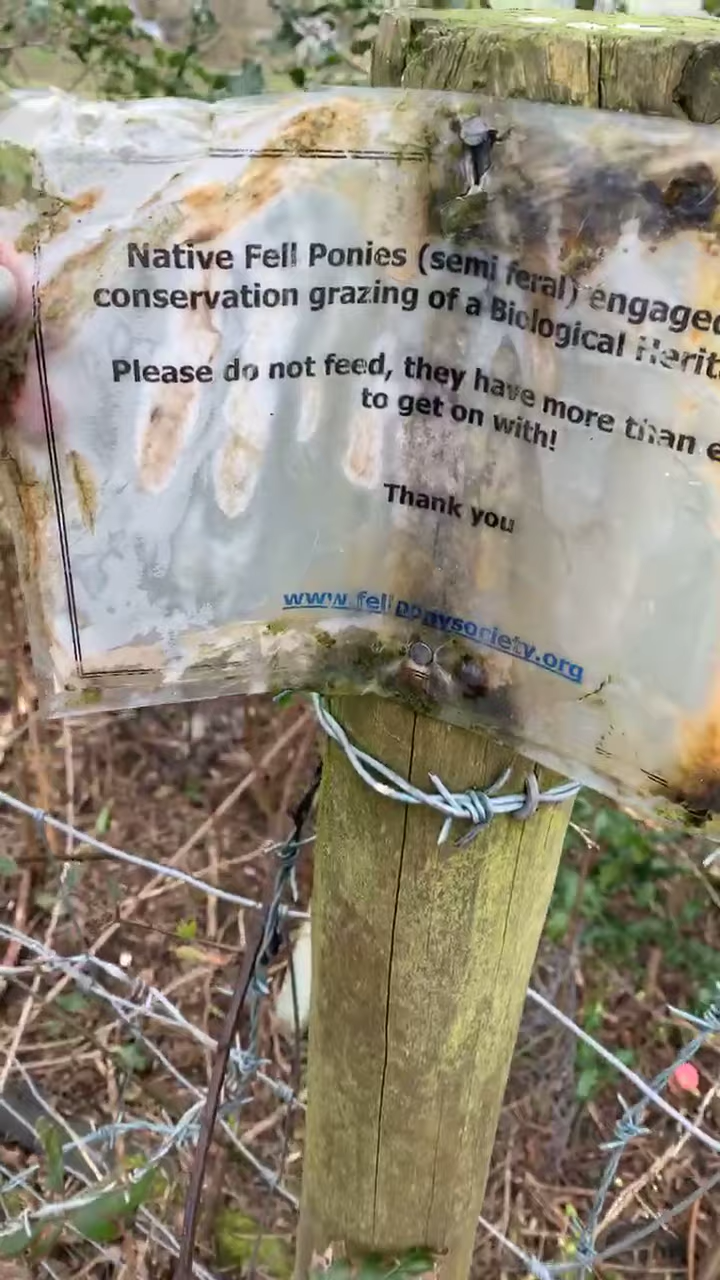 Native Fell Ponies (semi feral) engaged
conservation grazing of a Biological Herit
Please do not feed, they have more than e
to get on with!
Thank you
www.fellponysociety.org